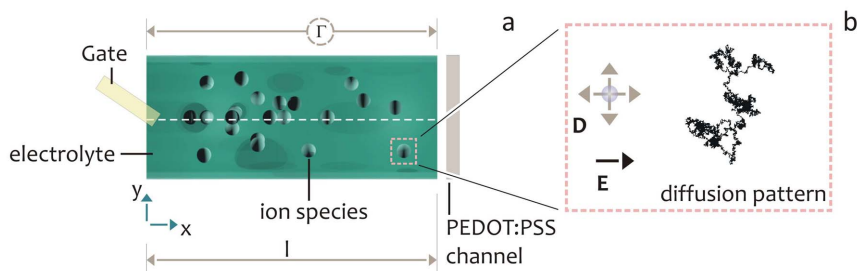 Γ
a
b
Gate
D
electrolyte
E
y
x
ion species
diffusion pattern
PEDOT:PSS
channel
l